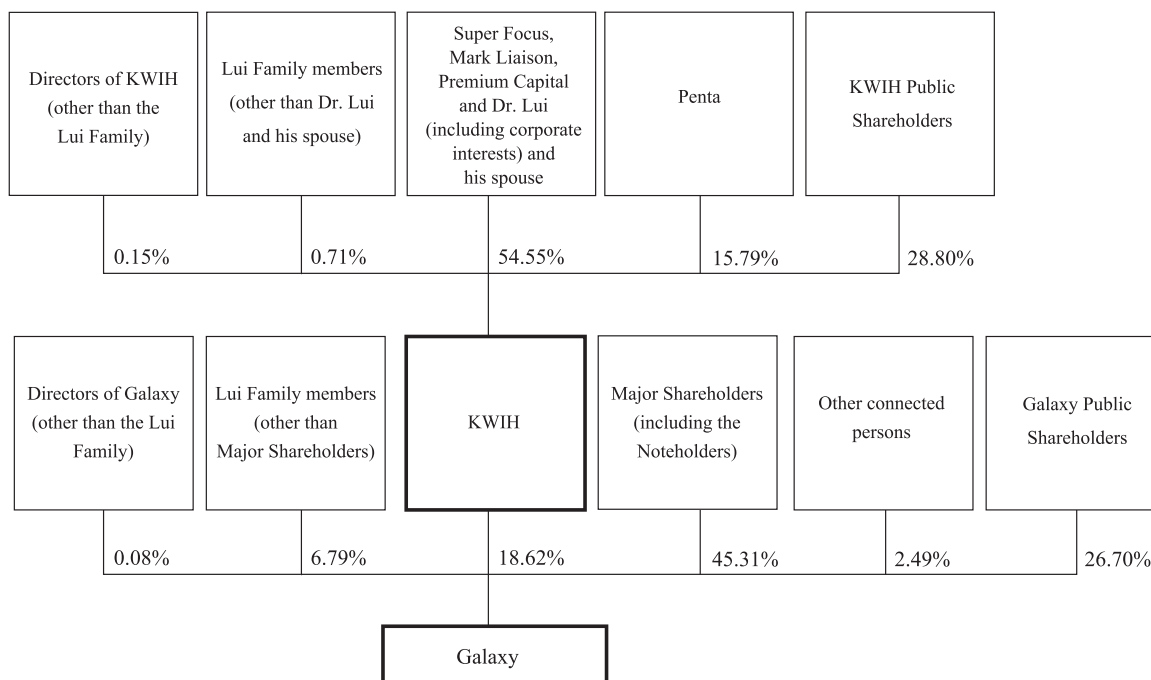 Directors of KWIH
(other than the
Lui Family)
Lui Family members
(other than Dr. Lui
and his spouse)
Super Focus,
Mark Liaison,
Premium Capital
and Dr. Lui
(including corporate
interests) and
his spouse
Penta
KWIH Public
Shareholders
0.15%
0.71%
54.55%
15.79%
28.80%
Directors of Galaxy
(other than the Lui
Family)
Lui Family members
(other than
Major Shareholders)
KWIH
Major Shareholders
(including the
Noteholders)
Other connected
persons
Galaxy Public
Shareholders
0.08%
6.79%
18.62%
45.31%
2.49%
26.70%
Galaxy